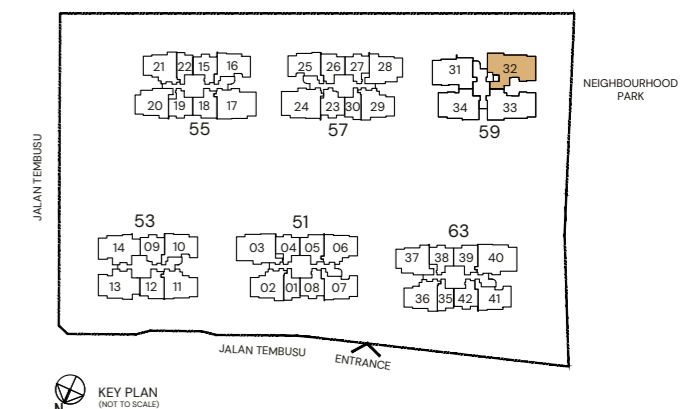 21 22 15 16
20 19 18 17
55
25 26 27 28
24 23 30 29
57
31 32
34 33
59
NEIGHBOURHOOD
PARK
JALAN TEMBUSU
53
14 09 10
13 12 11
51
03 04 05 06
02 01 08 07
63
37 38 39 40
36 35 42 41
JALAN TEMBUSU
ENTRANCE
N
KEY PLAN
(NOT TO SCALE)